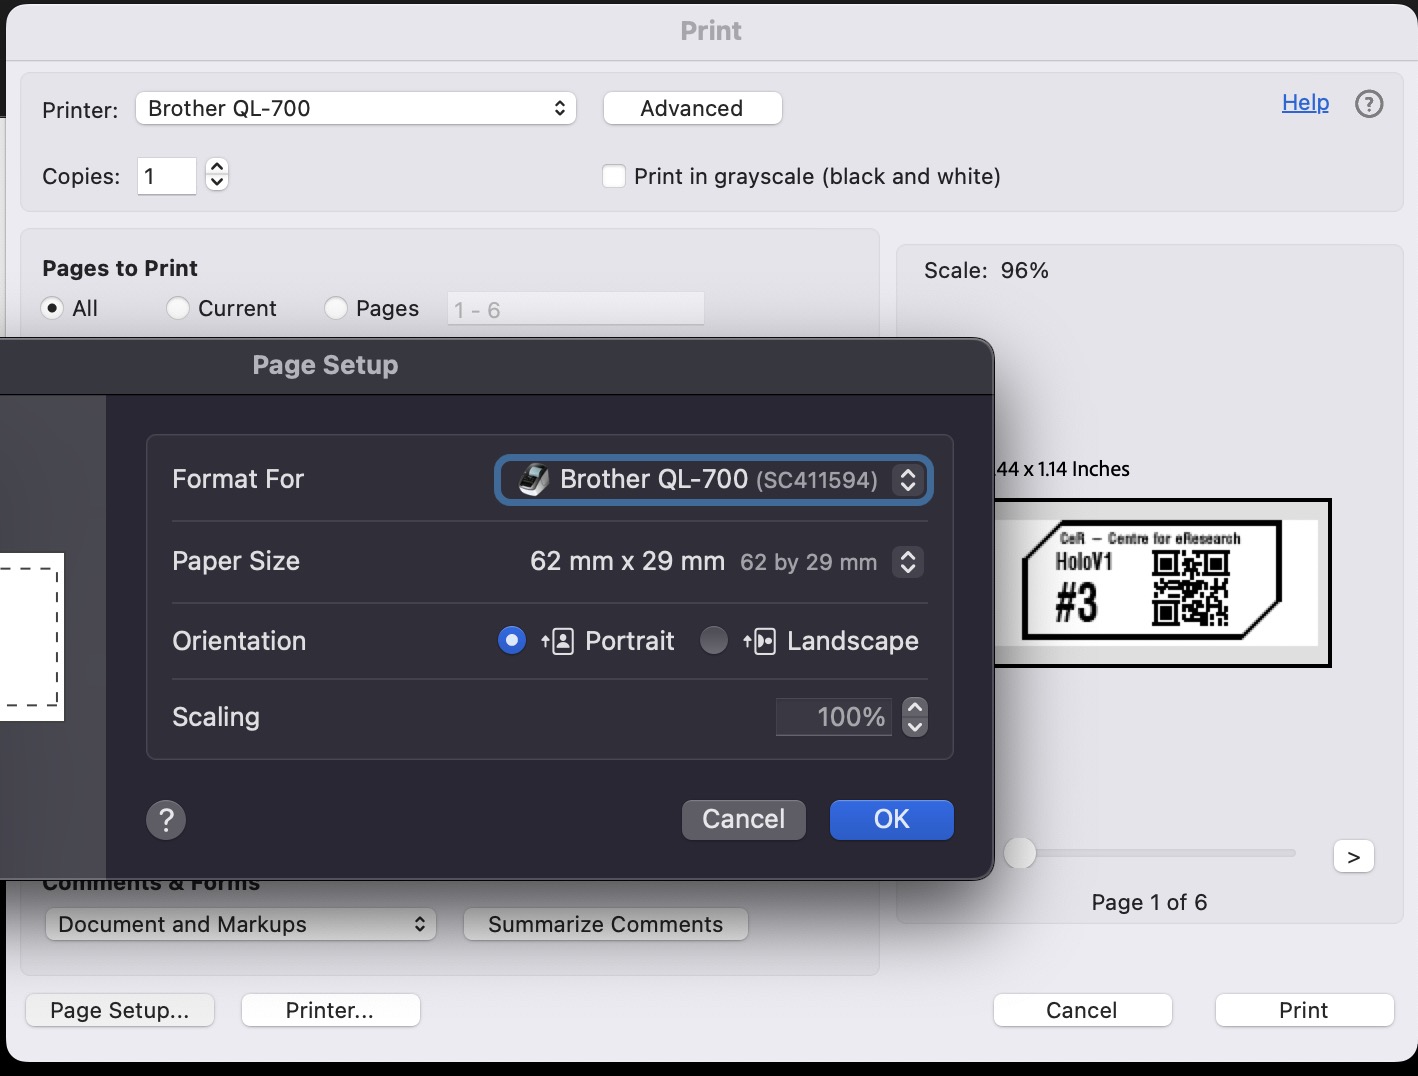 Print
Printer: Brother QL-700 Advanced Help ?
Copies: 1 Print in grayscale (black and white)
Pages to Print
All Current Pages 1 - 6
Scale: 96%
Page Setup
Format For Brother QL-700 (SC411594)
Paper Size 62 mm x 29 mm 62 by 29 mm
Orientation Portrait Landscape
Scaling 100%
? Cancel OK
44 x 1.14 Inches
CeR – Centre for eResearch
HoloV1
#3
>
Page 1 of 6
Comments & Forms
Document and Markups Summarize Comments
Page Setup... Printer... Cancel Print